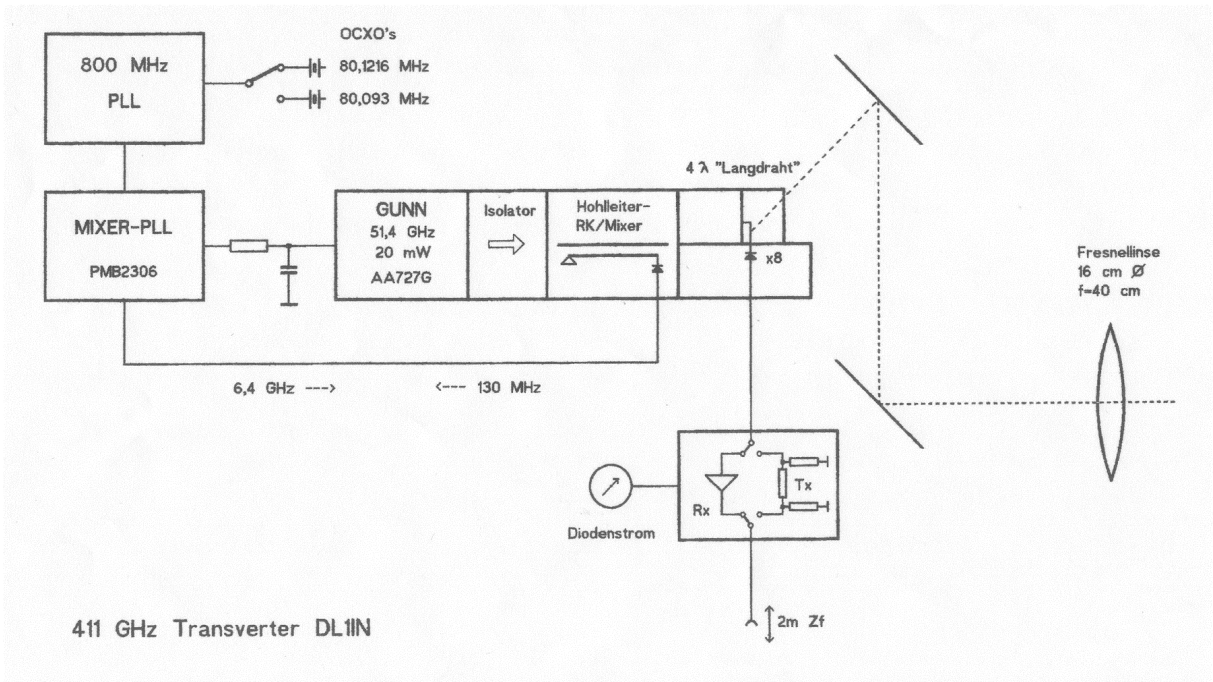 OCXO's
800 MHz
PLL
80,1216 MHz
80,093 MHz
4 λ "Langdraht"
MIXER-PLL
PMB2306
GUNN
51,4 GHz
20 mW
AA727G
Isolator
Hohlleiter-
RK/Mixer
x8
Fresnellinse
16 cm Ø
f=40 cm
6,4 GHz --->
<--- 130 MHz
Rx
Tx
Diodenstrom
2m Zf
411 GHz Transverter DL1IN